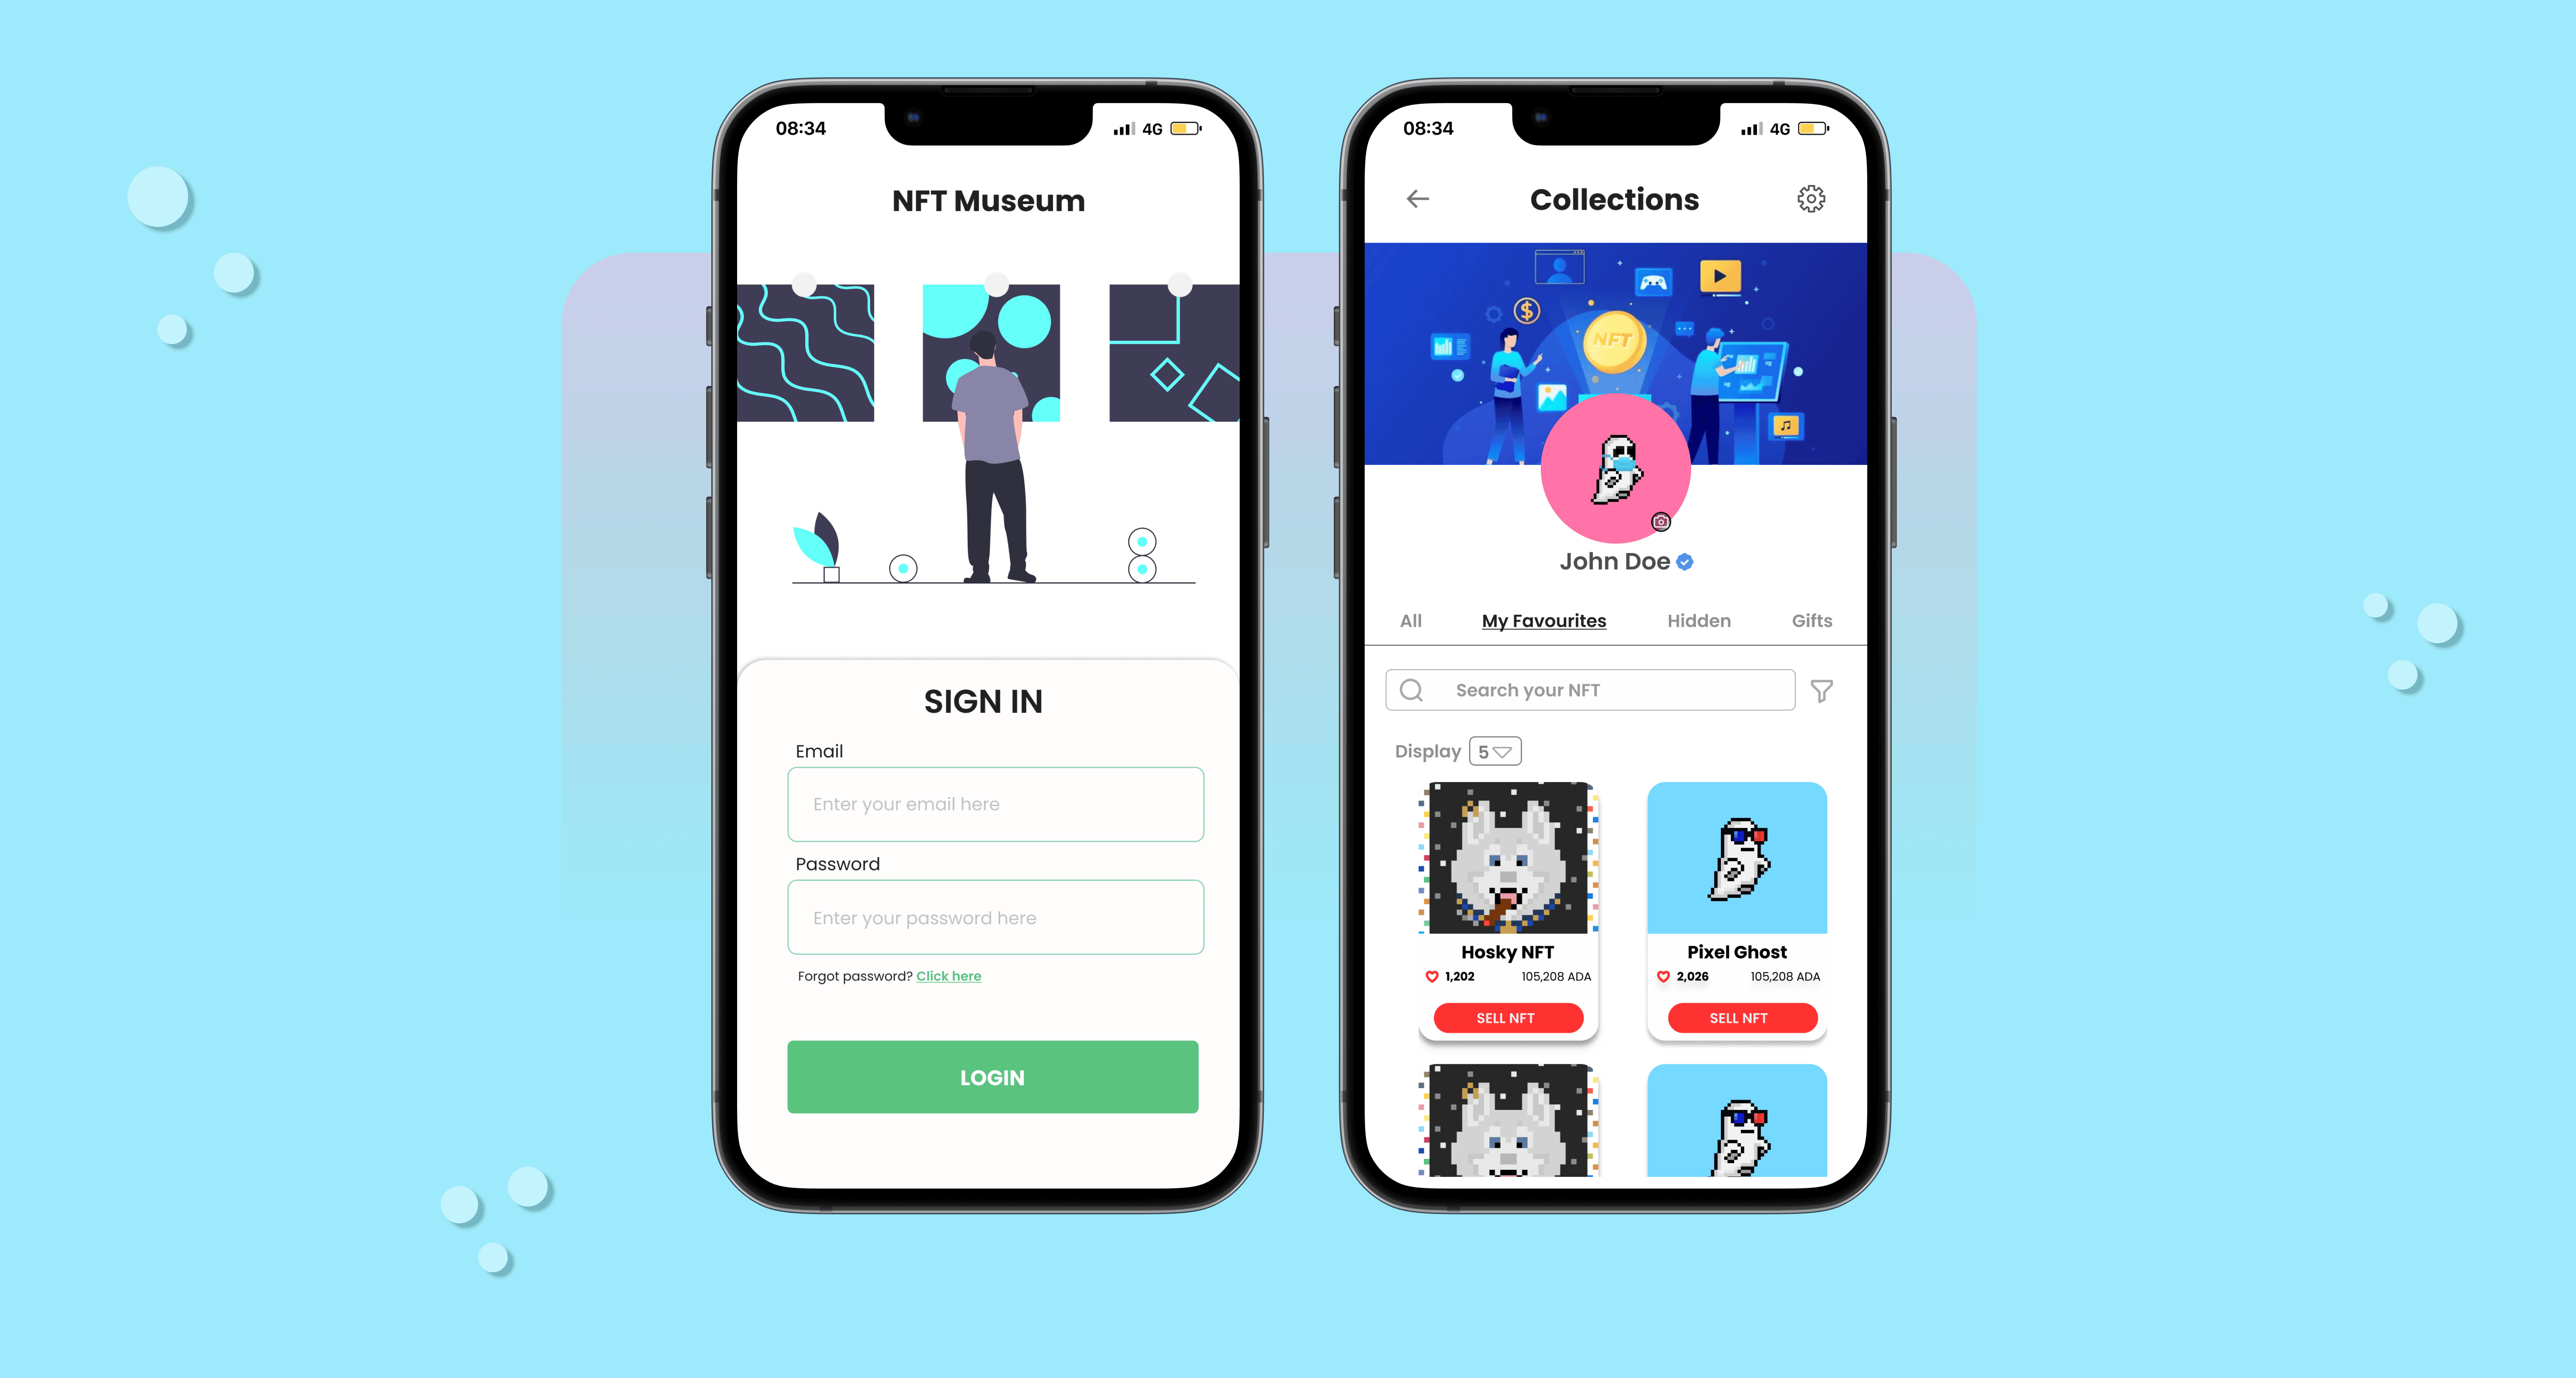 08:34
4G
NFT Museum
SIGN IN
Email
Enter your email here
Password
Enter your password here
Forgot password? Click here
LOGIN
08:34
4G
Collections
$
NFT
John Doe
All
My Favourites
Hidden
Gifts
Search your NFT
Display 5
Hosky NFT
1,202
105,208 ADA
SELL NFT
Pixel Ghost
2,026
105,208 ADA
SELL NFT